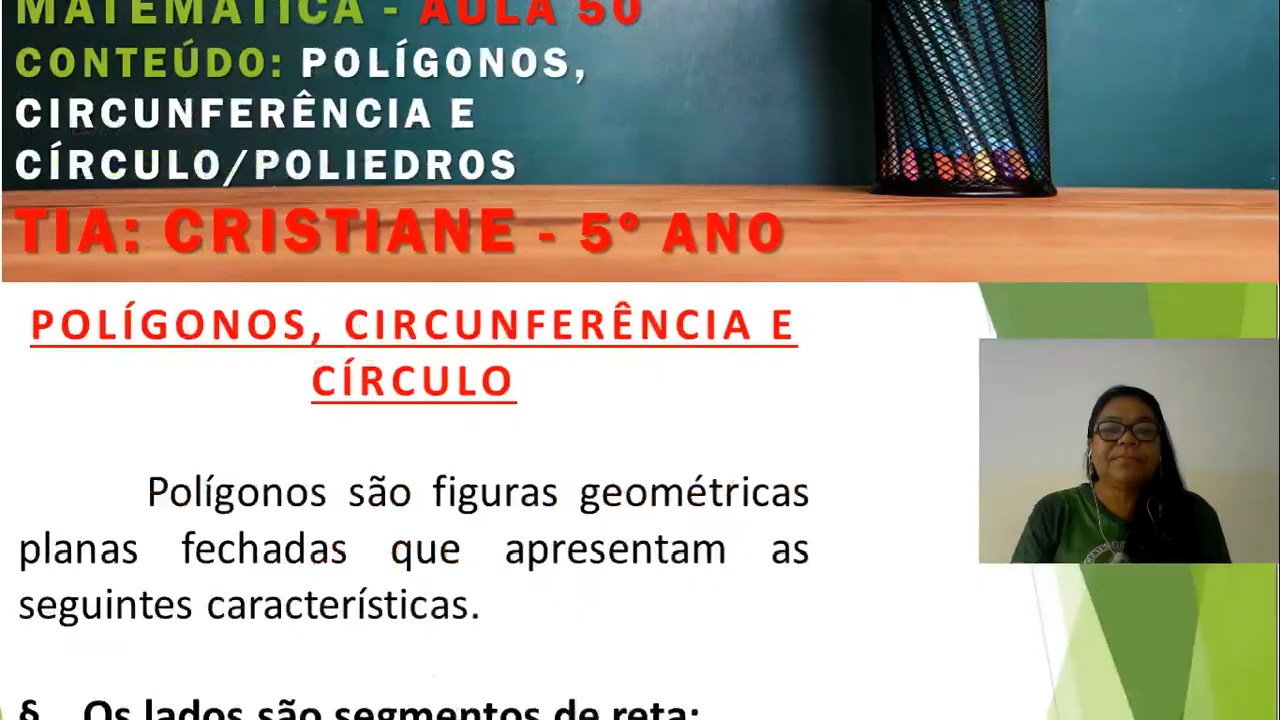 MATEMÁTICA - AULA 50
CONTEÚDO: POLÍGONOS,
CIRCUNFERÊNCIA E
CÍRCULO/POLIEDROS
TIA: CRISTIANE - 5º ANO
POLÍGONOS, CIRCUNFERÊNCIA E
CÍRCULO
Polígonos são figuras geométricas
planas fechadas que apresentam as
seguintes características.
§ Os lados são segmentos de reta;